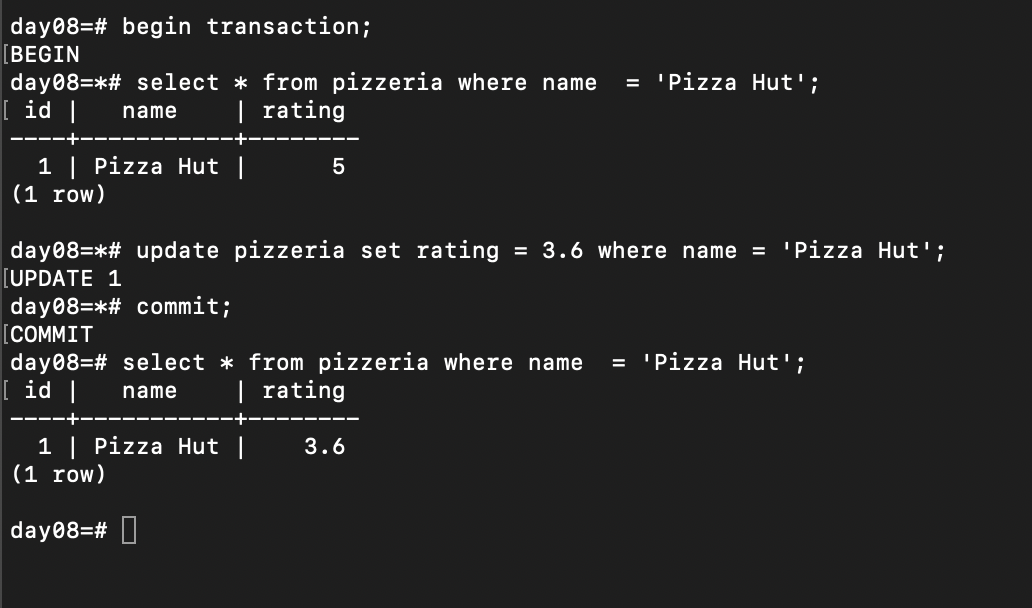 day08=# begin transaction;
[BEGIN
day08=*# select * from pizzeria where name  = 'Pizza Hut';
[ id |   name    | rating
----+-----------+--------
  1 | Pizza Hut |      5
(1 row)

day08=*# update pizzeria set rating = 3.6 where name = 'Pizza Hut';
[UPDATE 1
day08=*# commit;
[COMMIT
day08=# select * from pizzeria where name  = 'Pizza Hut';
[ id |   name    | rating
----+-----------+--------
  1 | Pizza Hut |    3.6
(1 row)

day08=#